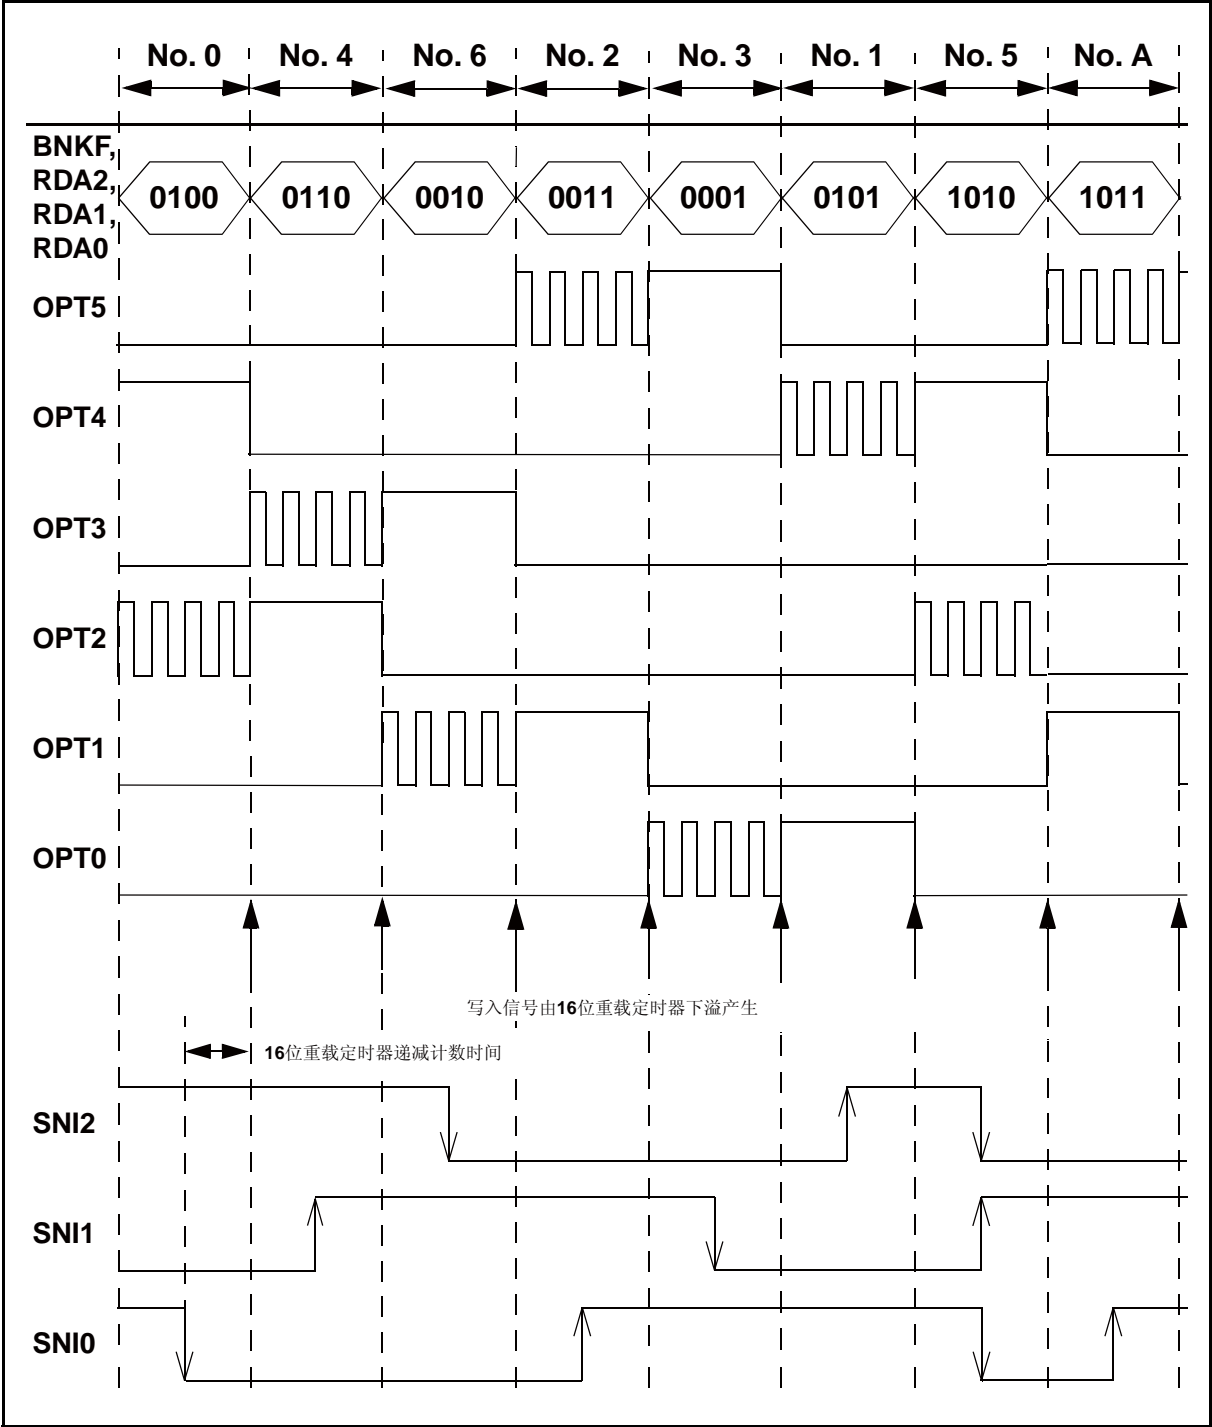 No. 0 No. 4 No. 6 No. 2 No. 3 No. 1 No. 5 No. A
BNKF,
RDA2,
RDA1,
RDA0
0100 0110 0010 0011 0001 0101 1010 1011
OPT5
OPT4
OPT3
OPT2
OPT1
OPT0
写入信号由16位重载定时器下溢产生
16位重载定时器递减计数时间
SNI2
SNI1
SNI0